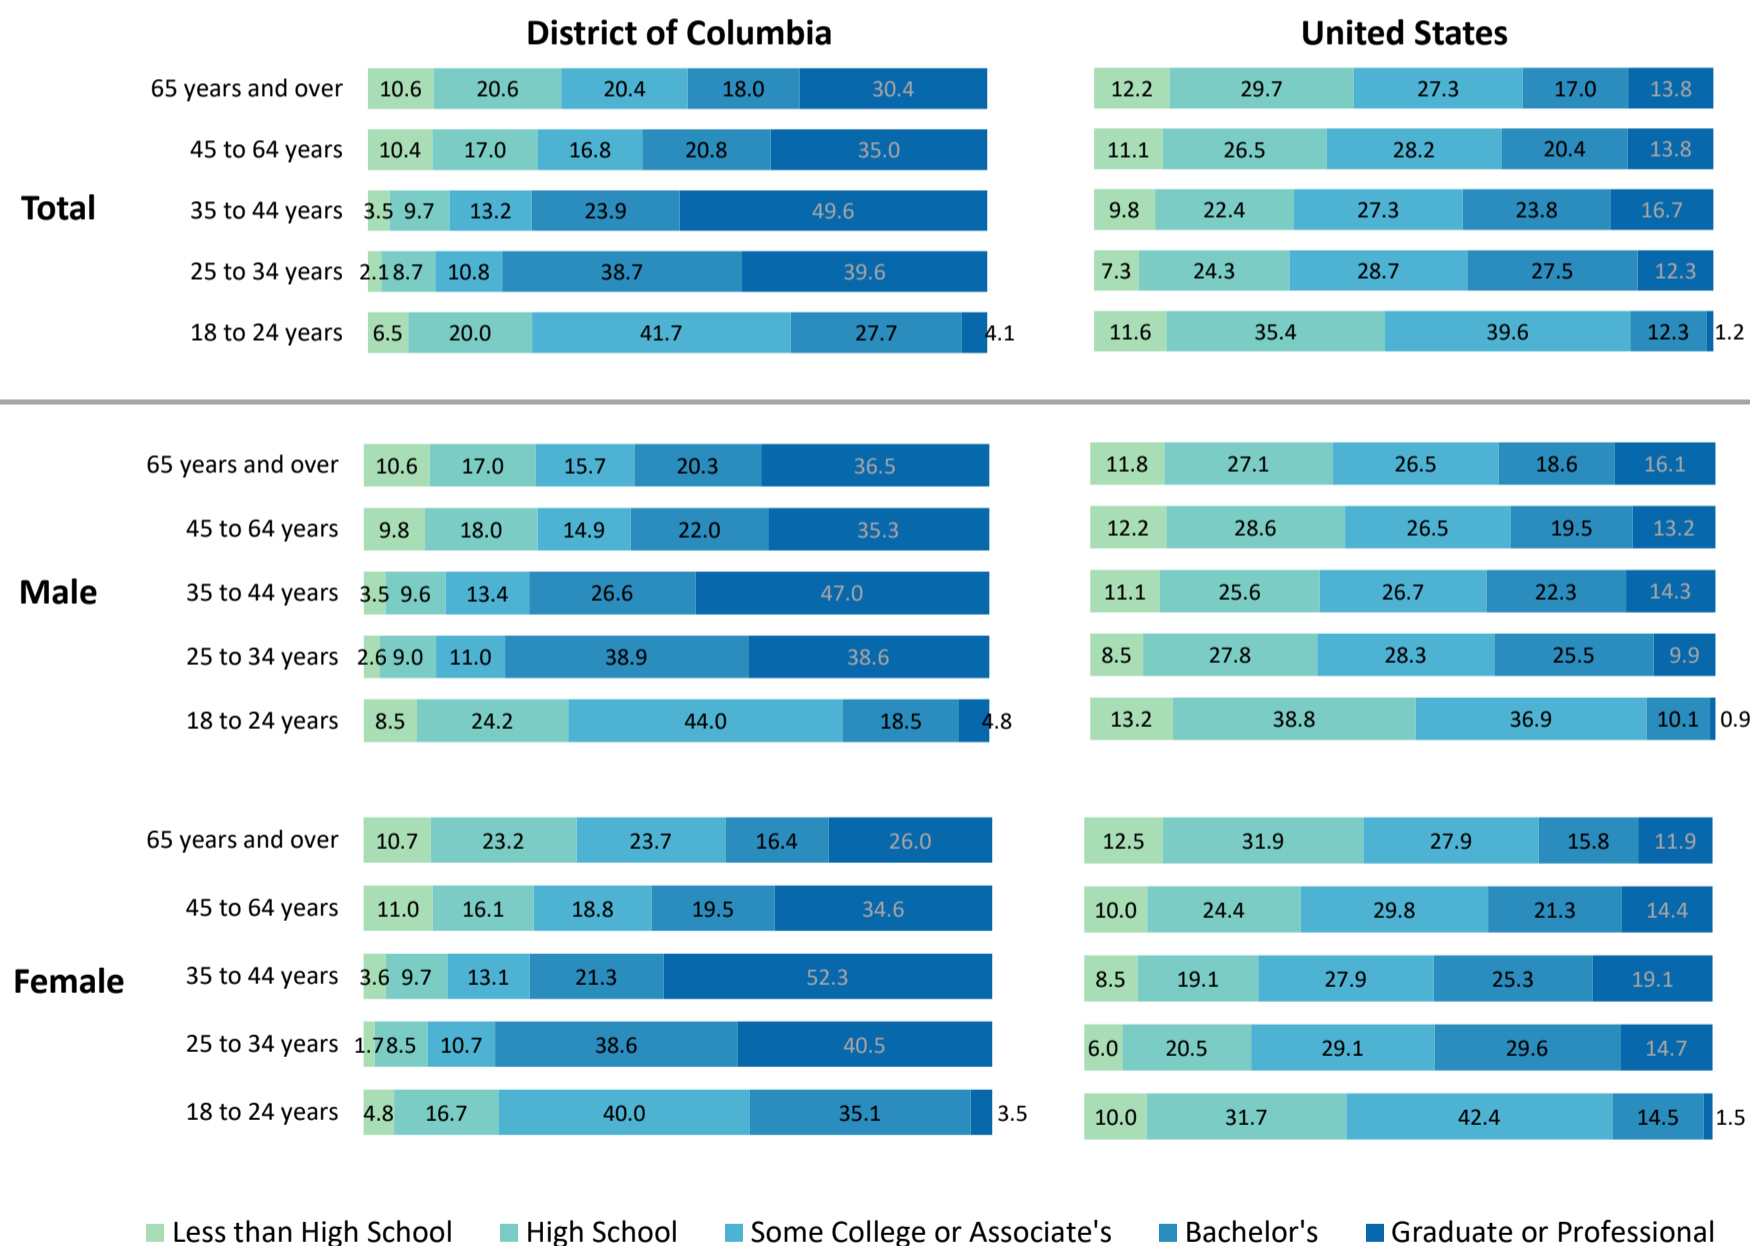 District of Columbia United States
65 years and over 10.6 20.6 20.4 18.0 30.4 12.2 29.7 27.3 17.0 13.8
45 to 64 years 10.4 17.0 16.8 20.8 35.0 11.1 26.5 28.2 20.4 13.8
Total 35 to 44 years 3.5 9.7 13.2 23.9 49.6 9.8 22.4 27.3 23.8 16.7
25 to 34 years 2.1 8.7 10.8 38.7 39.6 7.3 24.3 28.7 27.5 12.3
18 to 24 years 6.5 20.0 41.7 27.7 4.1 11.6 35.4 39.6 12.3 1.2
65 years and over 10.6 17.0 15.7 20.3 36.5 11.8 27.1 26.5 18.6 16.1
45 to 64 years 9.8 18.0 14.9 22.0 35.3 12.2 28.6 26.5 19.5 13.2
Male 35 to 44 years 3.5 9.6 13.4 26.6 47.0 11.1 25.6 26.7 22.3 14.3
25 to 34 years 2.6 9.0 11.0 38.9 38.6 8.5 27.8 28.3 25.5 9.9
18 to 24 years 8.5 24.2 44.0 18.5 4.8 13.2 38.8 36.9 10.1 0.9
65 years and over 10.7 23.2 23.7 16.4 26.0 12.5 31.9 27.9 15.8 11.9
45 to 64 years 11.0 16.1 18.8 19.5 34.6 10.0 24.4 29.8 21.3 14.4
Female 35 to 44 years 3.6 9.7 13.1 21.3 52.3 8.5 19.1 27.9 25.3 19.1
25 to 34 years 1.7 8.5 10.7 38.6 40.5 6.0 20.5 29.1 29.6 14.7
18 to 24 years 4.8 16.7 40.0 35.1 3.5 10.0 31.7 42.4 14.5 1.5
Less than High School High School Some College or Associate's Bachelor's Graduate or Professional